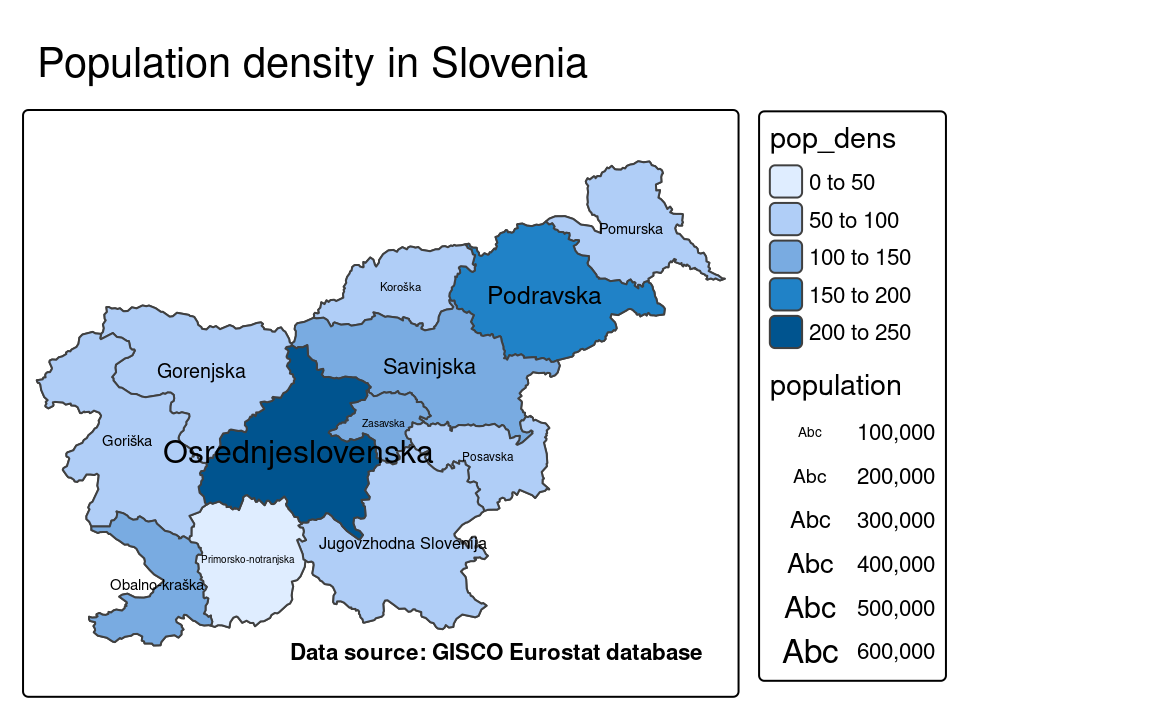 Population density in Slovenia
Pomurska
Koroška
Podravska
Gorenjska
Savinjska
Zasavska
Goriška
Osrednjeslovenska
Posavska
Jugovzhodna Slovenija
Primorsko-notranjska
Obalno-kraška
Data source: GISCO Eurostat database
pop_dens
0 to 50
50 to 100
100 to 150
150 to 200
200 to 250
population
Abc 100,000
Abc 200,000
Abc 300,000
Abc 400,000
Abc 500,000
Abc 600,000